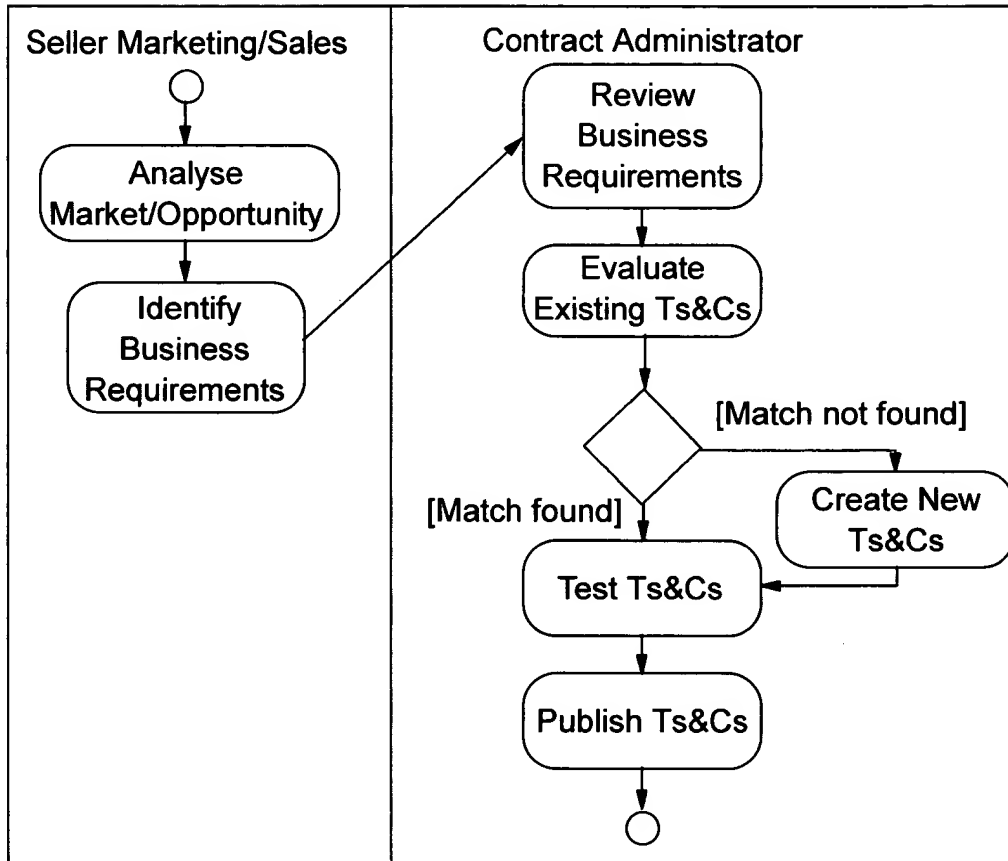 Seller Marketing/Sales
Analyse
Market/Opportunity
Identify
Business
Requirements
Contract Administrator
Review
Business
Requirements
Evaluate
Existing Ts&Cs
[Match not found]
[Match found]
Create New
Ts&Cs
Test Ts&Cs
Publish Ts&Cs